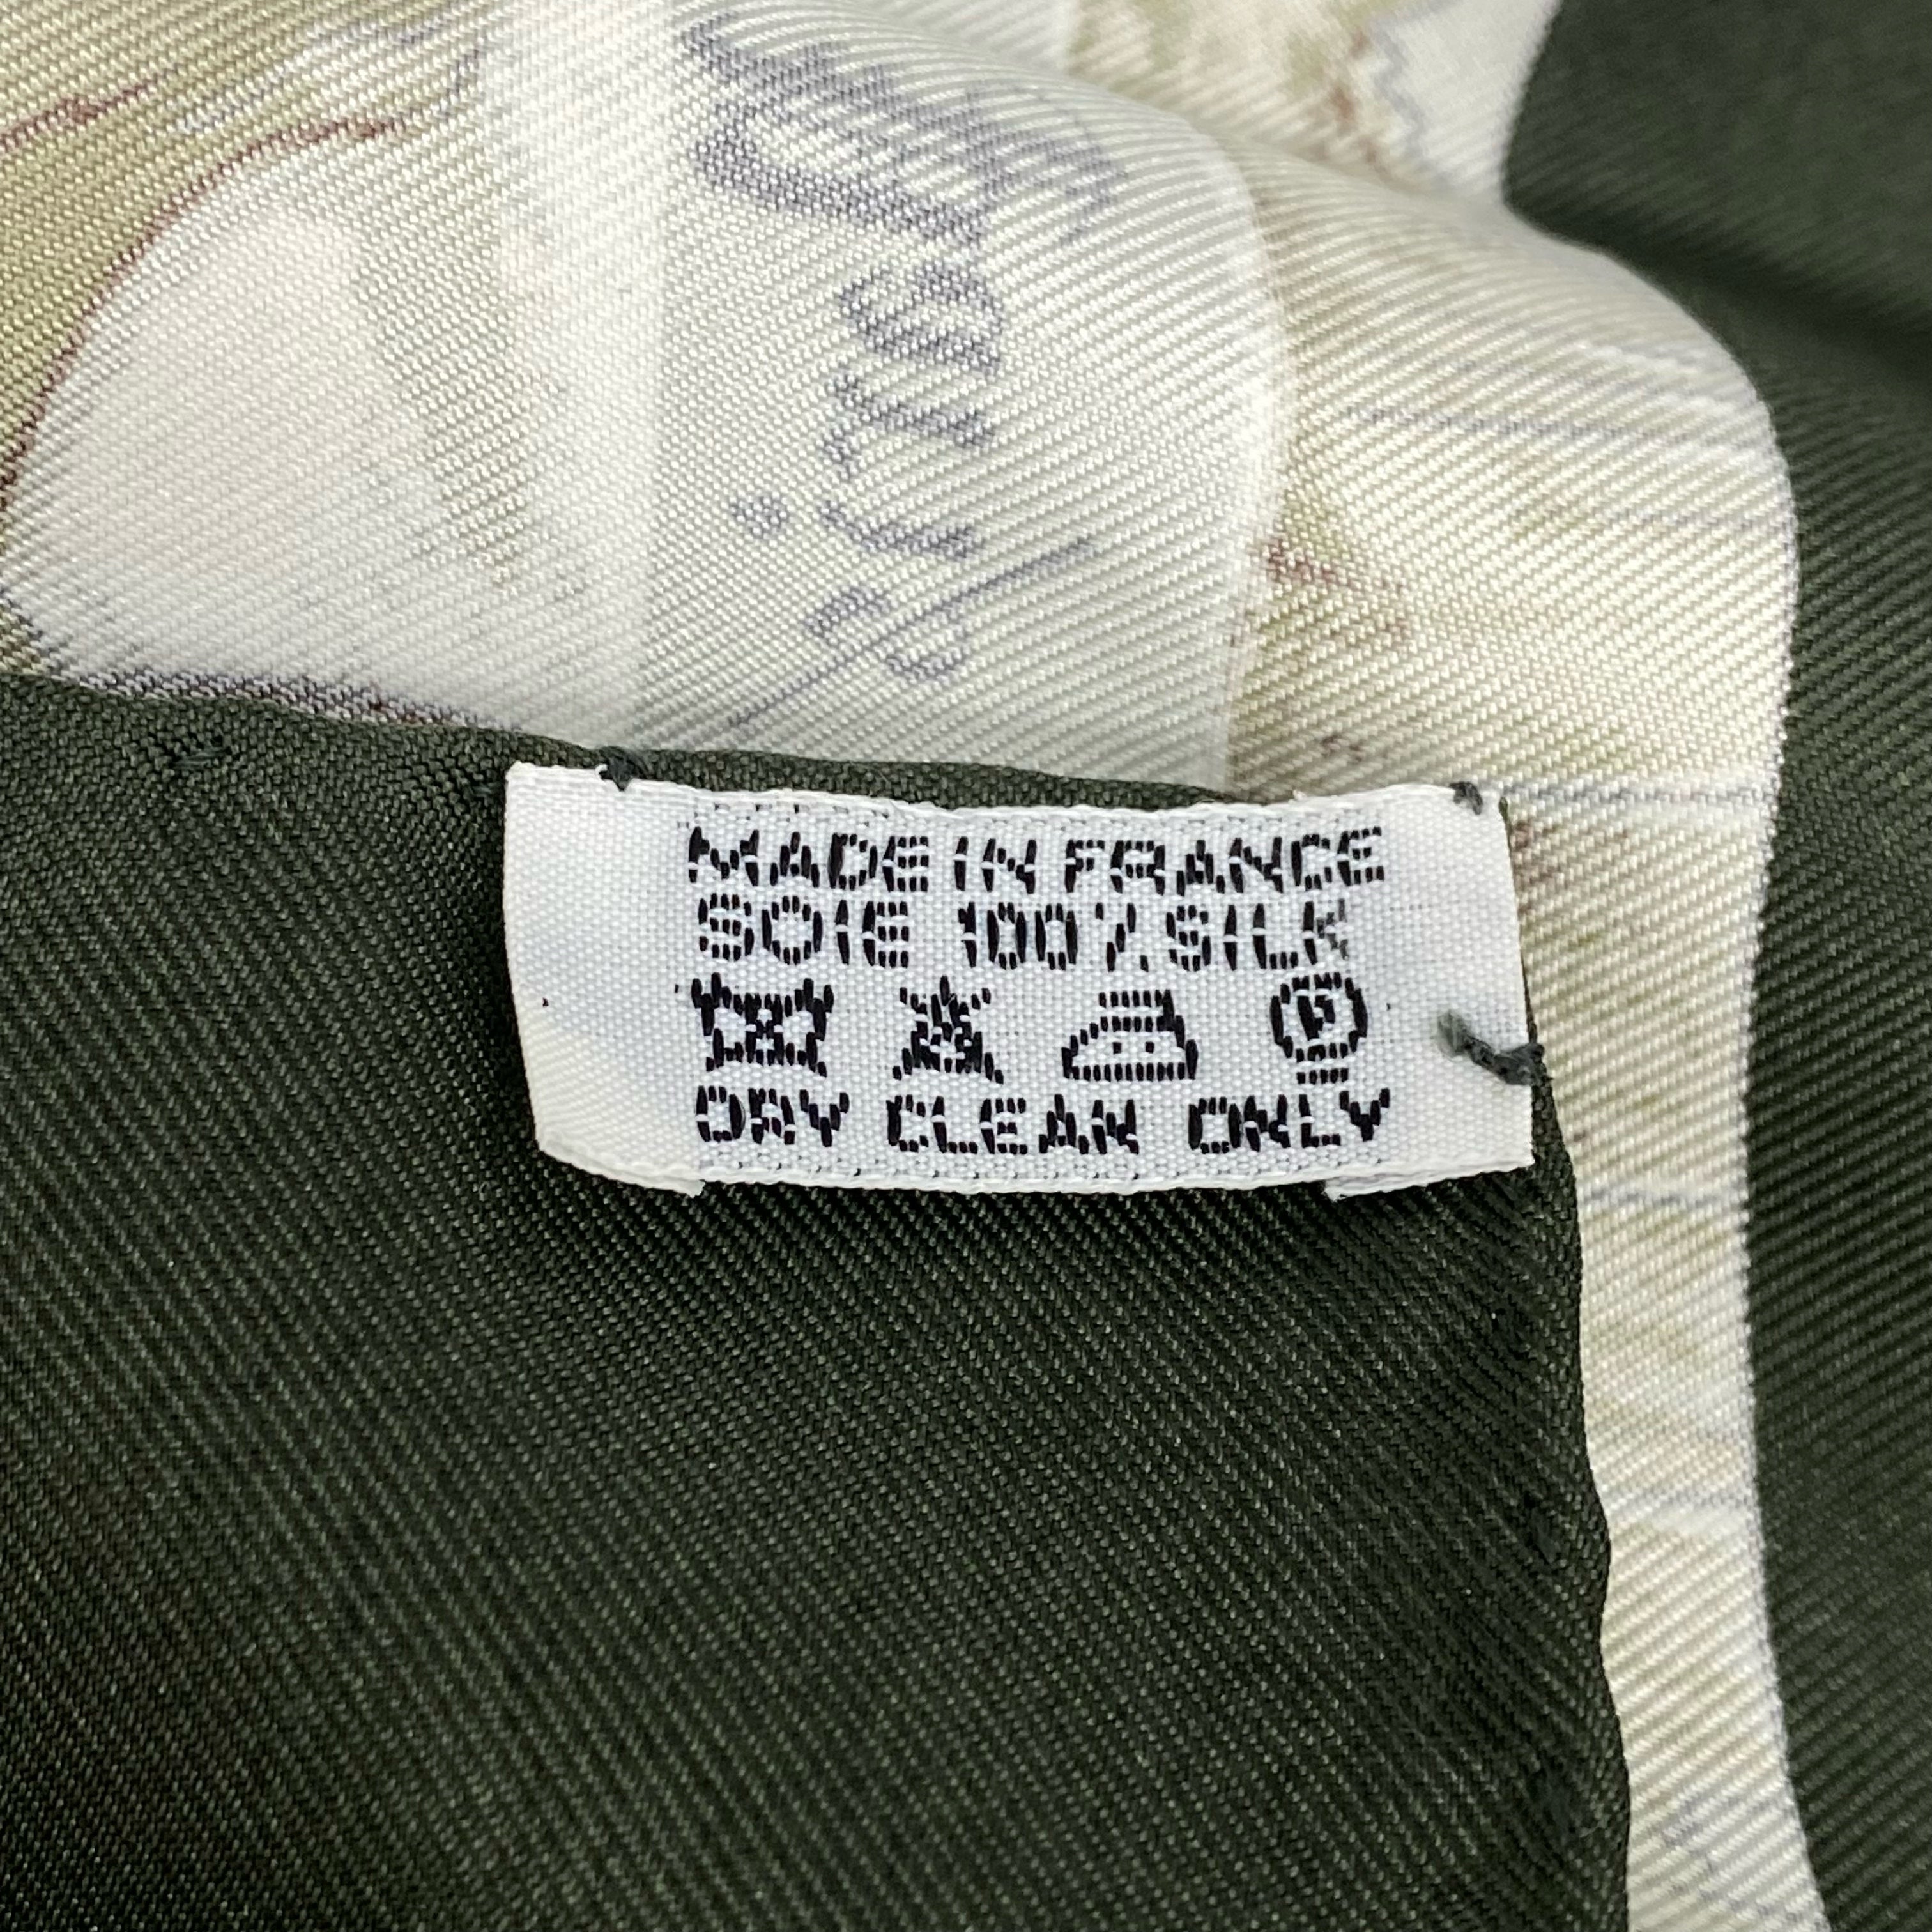 MADE IN FRANCE
SOIE 100% SILK
P
DRY CLEAN ONLY